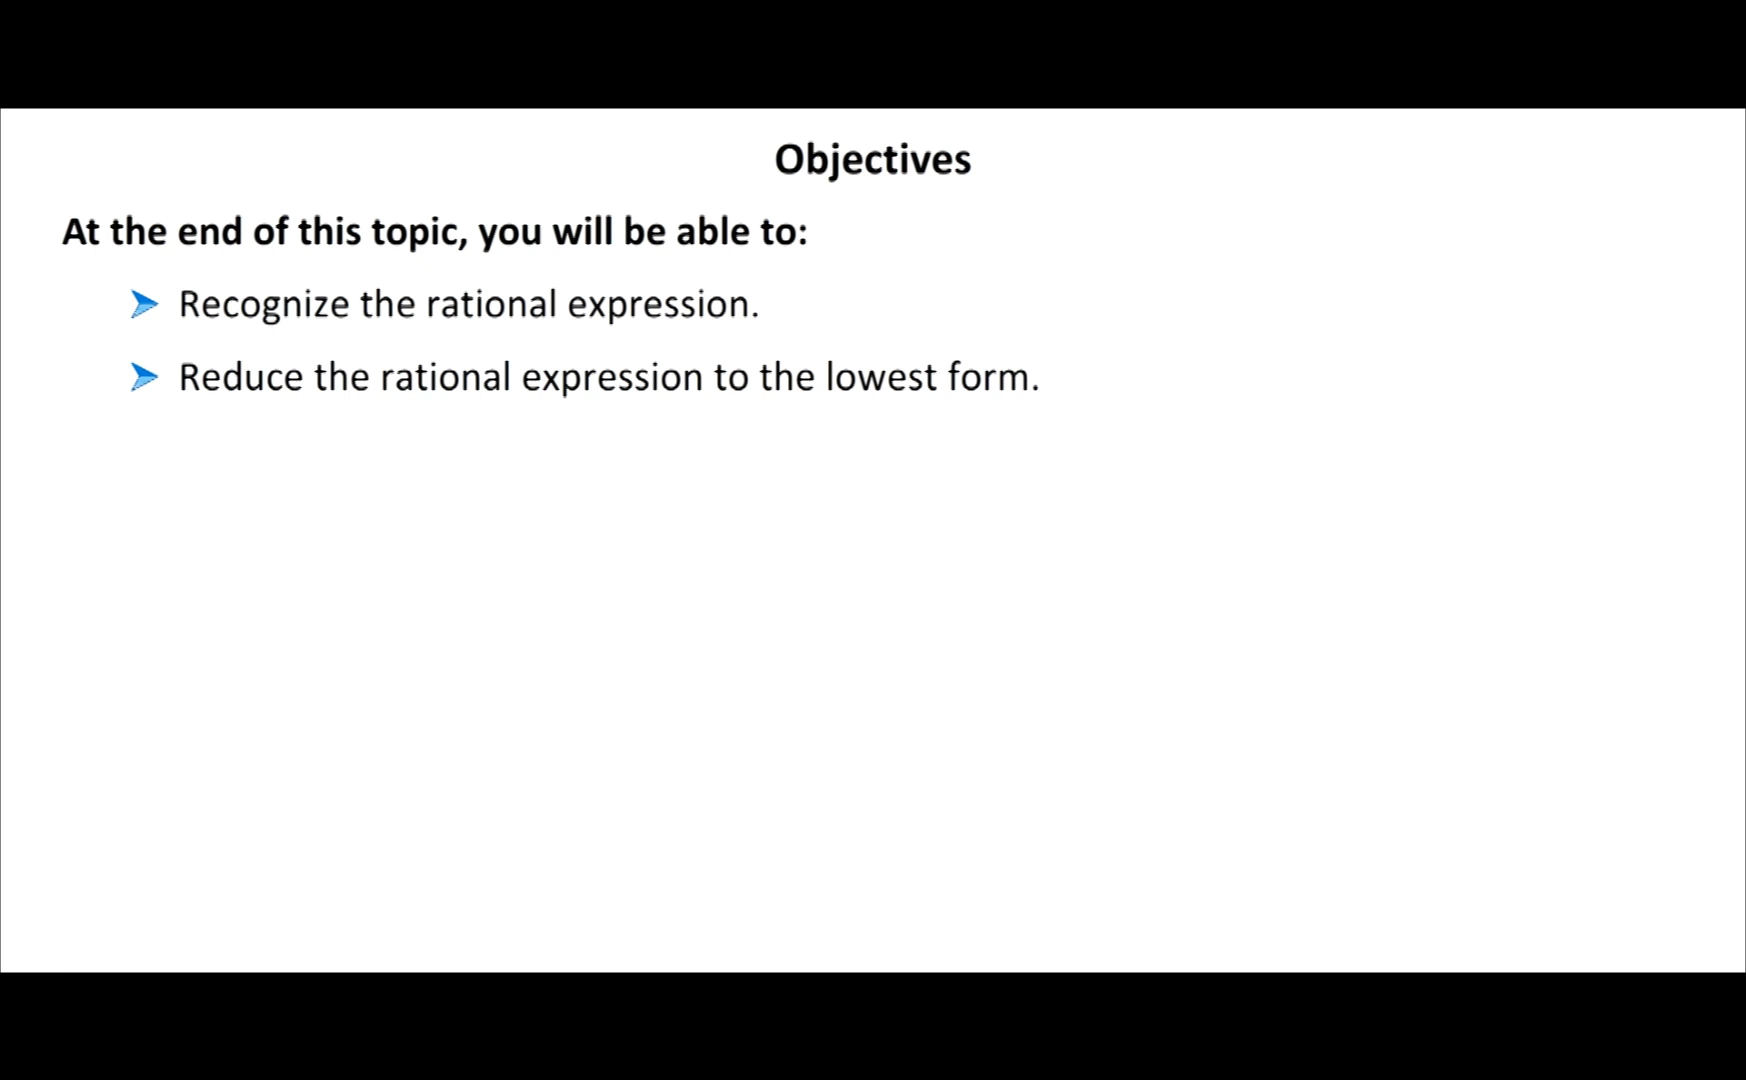 Objectives
At the end of this topic, you will be able to:
Recognize the rational expression.
Reduce the rational expression to the lowest form.